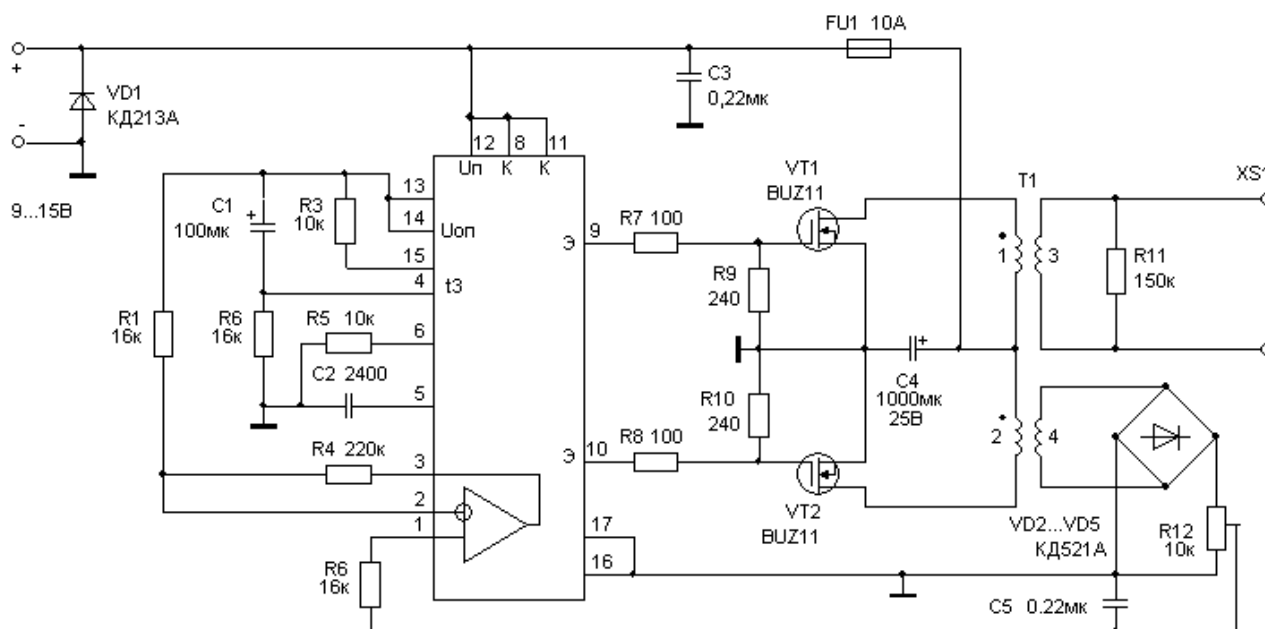 FU1 10A
+
C3
0,22мк
VD1
КД213А
-
9...15В
12 8 11
Uп К К
VT1
BUZ11
T1
XS1
13
C1
+
100мк
R3
10к
14
Uоп
15
4
tз
9
Э
R7 100
R9
240
1
3
R11
150к
R1
16к
R6
16к
R5 10к
6
C2 2400
5
C4
+
1000мк
25В
R10
240
R4 220к
3
10
Э
R8 100
2
4
2
1
VT2
BUZ11
17
16
VD2...VD5
КД521А
R12
10к
R6
16к
C5 0.22мк